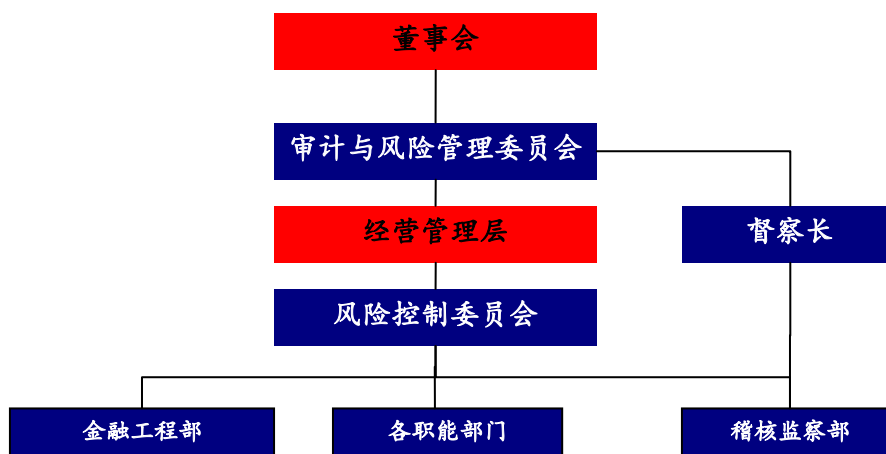 董事会
审计与风险管理委员会
经营管理层
督察长
风险控制委员会
金融工程部
各职能部门
稽核监察部